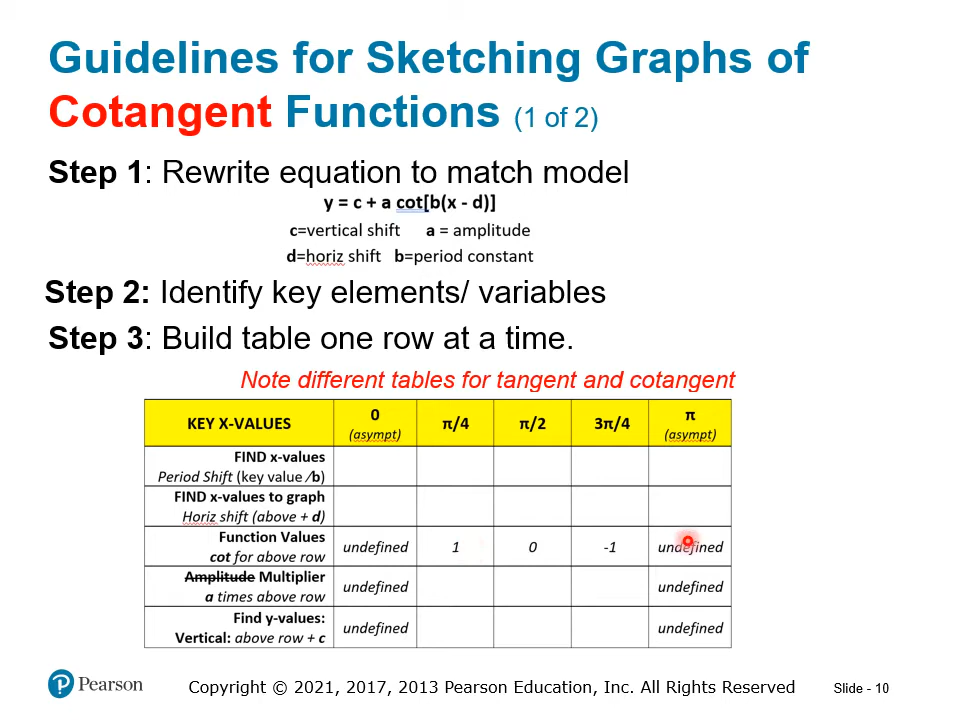 Guidelines for Sketching Graphs of
Cotangent Functions (1 of 2)
Step 1: Rewrite equation to match model
y = c + a cot[b(x - d)]
c=vertical shift a = amplitude
d=horiz shift b=period constant
Step 2: Identify key elements/ variables
Step 3: Build table one row at a time.
Note different tables for tangent and cotangent
KEY X-VALUES 0 (asympt) π/4 π/2 3π/4 π (asympt)
FIND x-values
Period Shift (key value /b)
FIND x-values to graph
Horiz shift (above + d)
Function Values
cot for above row undefined 1 0 -1 undefined
Amplitude Multiplier
a times above row undefined undefined
Find y-values:
Vertical: above row + c undefined undefined
Pearson
Copyright © 2021, 2017, 2013 Pearson Education, Inc. All Rights Reserved
Slide - 10